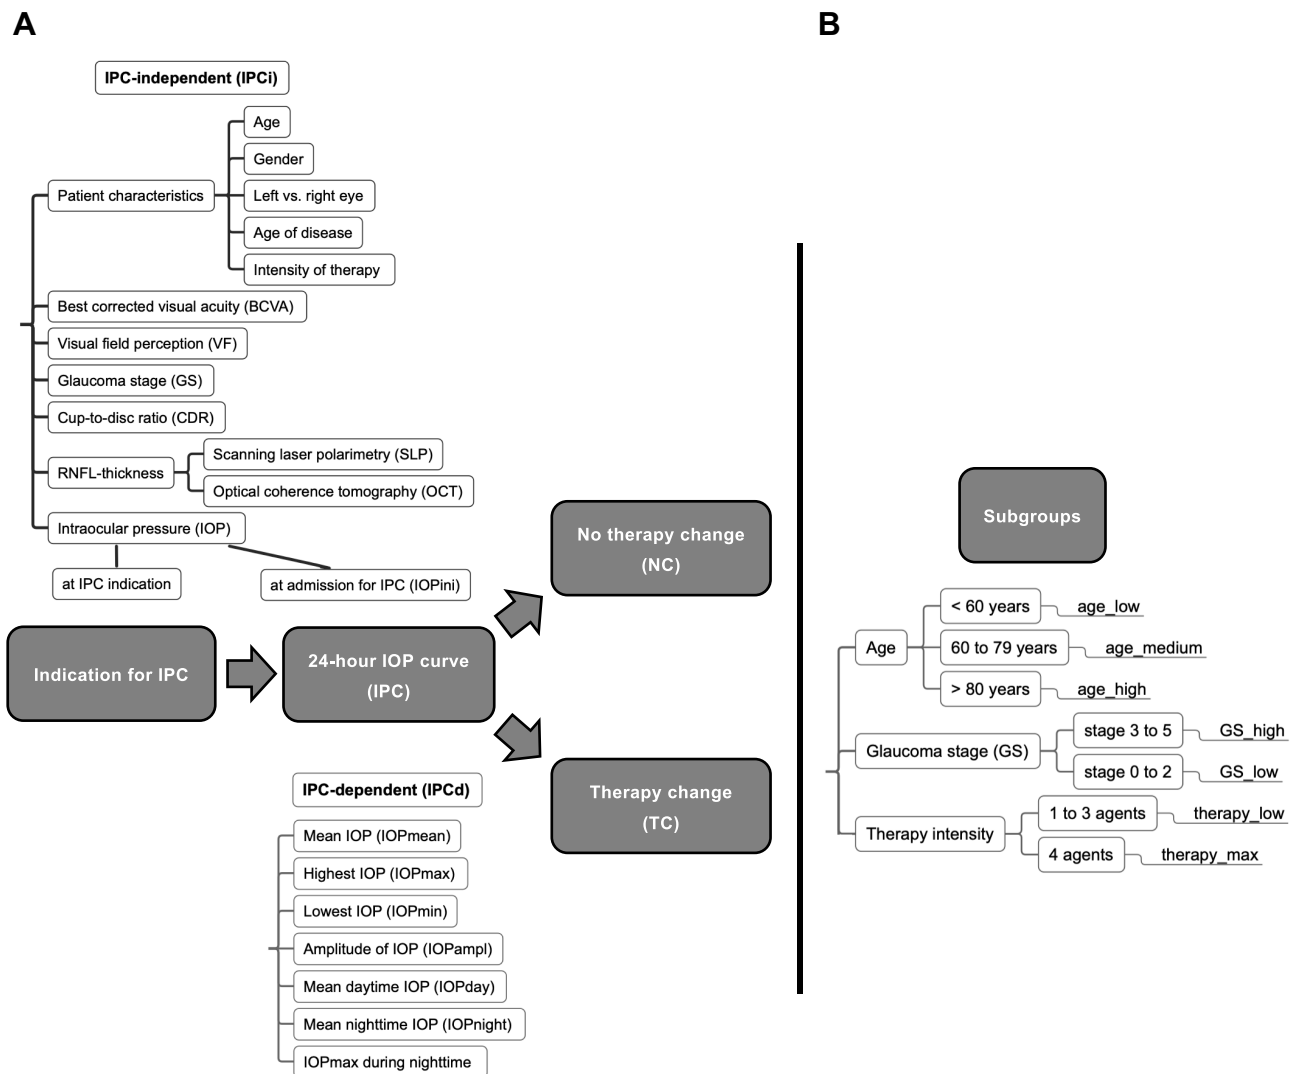 A
IPC-independent (IPCi)
Age
Gender
Patient characteristics
Left vs. right eye
Age of disease
Intensity of therapy
Best corrected visual acuity (BCVA)
Visual field perception (VF)
Glaucoma stage (GS)
Cup-to-disc ratio (CDR)
RNFL-thickness
Scanning laser polarimetry (SLP)
Optical coherence tomography (OCT)
Intraocular pressure (IOP)
at IPC indication
at admission for IPC (IOPini)
Indication for IPC
24-hour IOP curve
(IPC)
No therapy change
(NC)
Therapy change
(TC)
IPC-dependent (IPCd)
Mean IOP (IOPmean)
Highest IOP (IOPmax)
Lowest IOP (IOPmin)
Amplitude of IOP (IOPampl)
Mean daytime IOP (IOPday)
Mean nighttime IOP (IOPnight)
IOPmax during nighttime
B
Subgroups
Age
< 60 years age_low
60 to 79 years age_medium
> 80 years age_high
Glaucoma stage (GS)
stage 3 to 5 GS_high
stage 0 to 2 GS_low
Therapy intensity
1 to 3 agents therapy_low
4 agents therapy_max